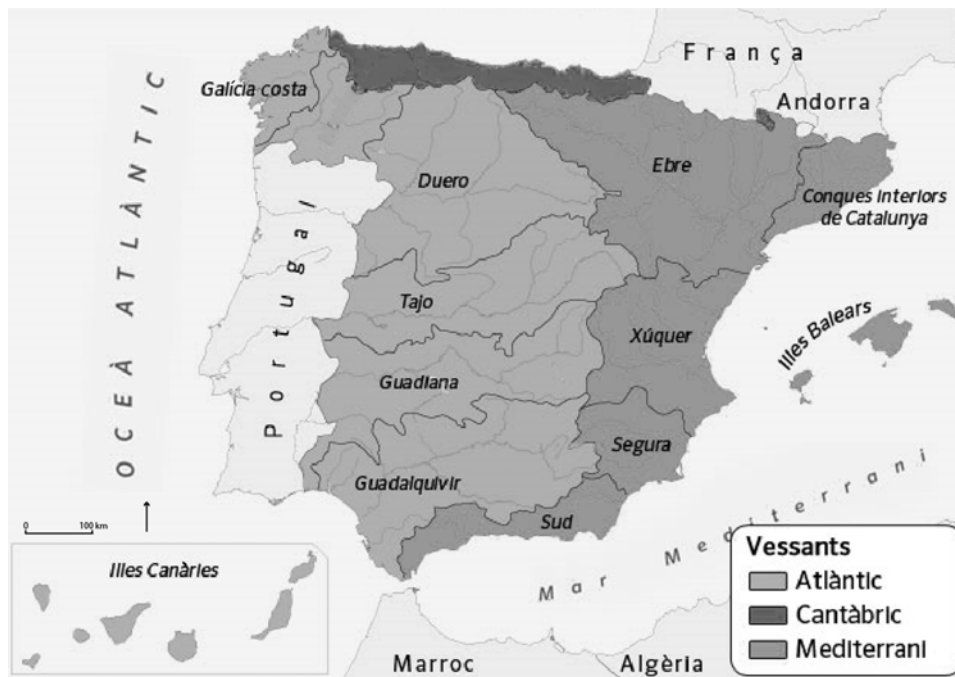 França
Andorra
Galícia costa
OCEÀ ATLÀNTIC
Ebre
Duero
Conques interiors
de Catalunya
Portugal
Tajo
Xúquer
Illes Balears
Guadiana
Segura
Guadalquivir
Sud
Mar Mediterrani
0 100 km
Illes Canàries
Marroc
Algèria
Vessants
Atlàntic
Cantàbric
Mediterrani